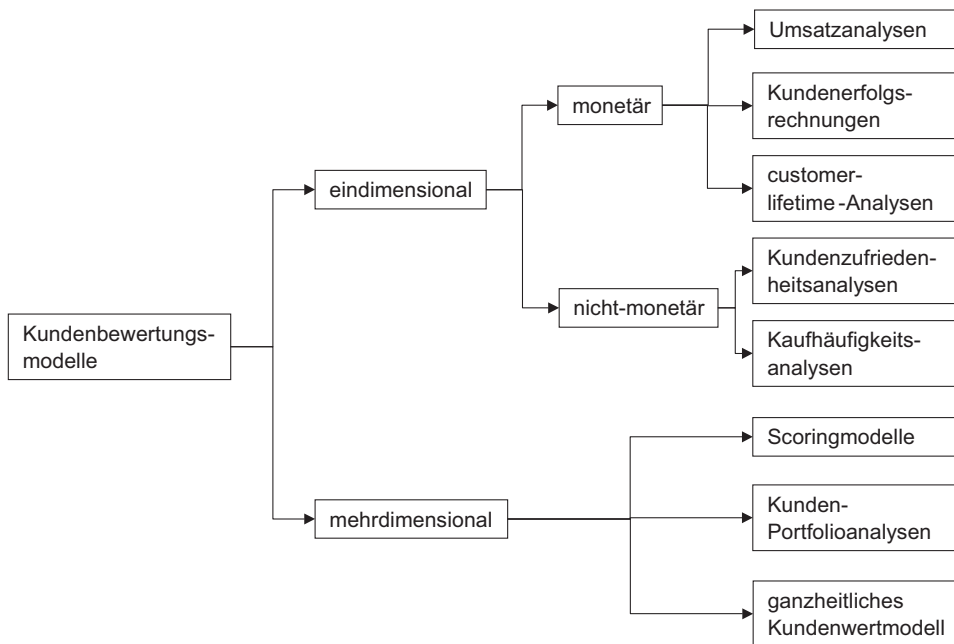 Kundenbewertungs-
modelle
eindimensional
monetär
Umsatzanalysen
Kundenerfolgs-
rechnungen
customer-
lifetime-Analysen
nicht-monetär
Kundenzufrieden-
heitsanalysen
Kaufhäufigkeits-
analysen
mehrdimensional
Scoringmodelle
Kunden-
Portfolioanalysen
ganzheitliches
Kundenwertmodell